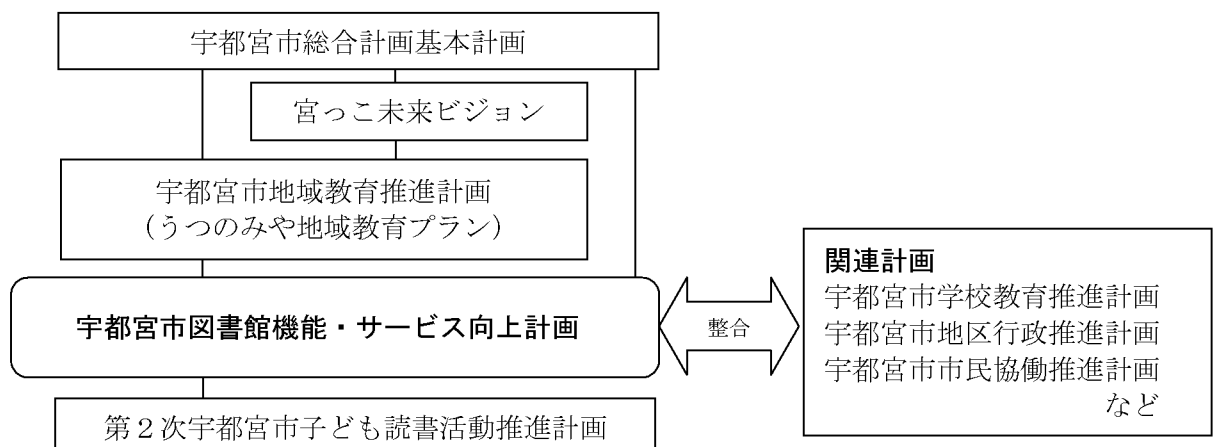 宇都宮市総合計画基本計画
宮っこ未来ビジョン
宇都宮市地域教育推進計画
（うつのみや地域教育プラン）
宇都宮市図書館機能・サービス向上計画
第２次宇都宮市子ども読書活動推進計画
整合
関連計画
宇都宮市学校教育推進計画
宇都宮市地区行政推進計画
宇都宮市市民協働推進計画
など